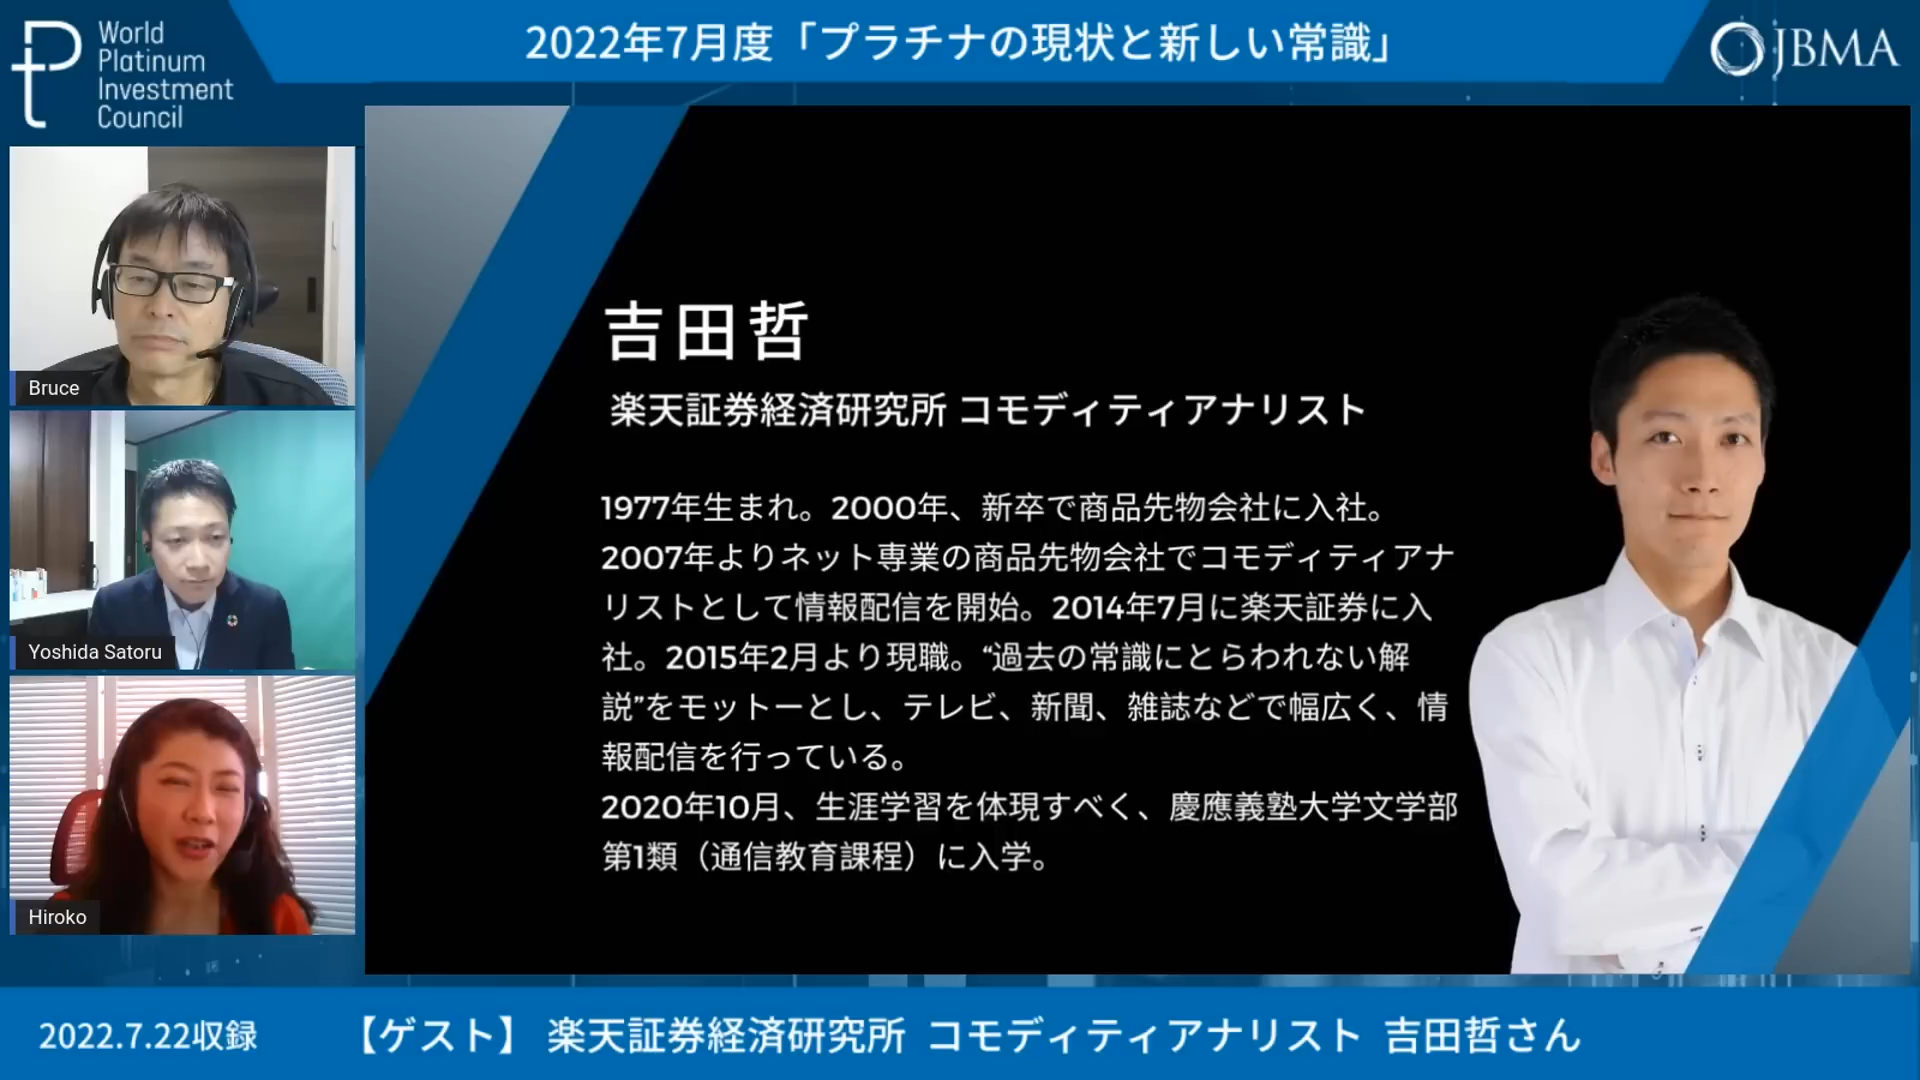 World
Platinum
Investment
Council
2022年7月度「プラチナの現状と新しい常識」
JBMA
Bruce
Yoshida Satoru
Hiroko
吉田哲
楽天証券経済研究所 コモディティアナリスト
1977年生まれ。2000年、新卒で商品先物会社に入社。
2007年よりネット専業の商品先物会社でコモディティアナ
リストとして情報配信を開始。2014年7月に楽天証券に入
社。2015年2月より現職。“過去の常識にとらわれない解
説”をモットーとし、テレビ、新聞、雑誌などで幅広く、情
報配信を行っている。
2020年10月、生涯学習を体現すべく、慶應義塾大学文学部
第1類（通信教育課程）に入学。
2022.7.22収録
【ゲスト】 楽天証券経済研究所 コモディティアナリスト 吉田哲さん